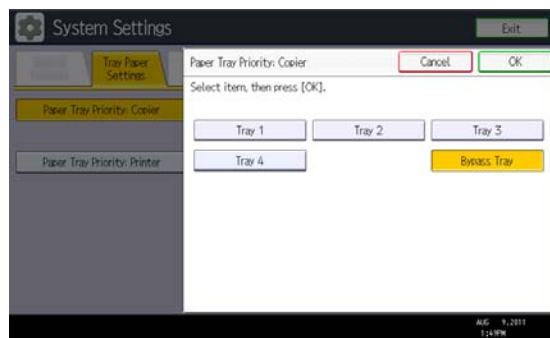 System Settings
Exit
Tray Paper
Settings
Paper Tray Priority: Copier
Cancel
OK
Select item, then press [OK].
Paper Tray Priority: Copier
Tray 1
Tray 2
Tray 3
Paper Tray Priority: Printer
Tray 4
Bypass Tray
AUG 9,2011
1:49PM